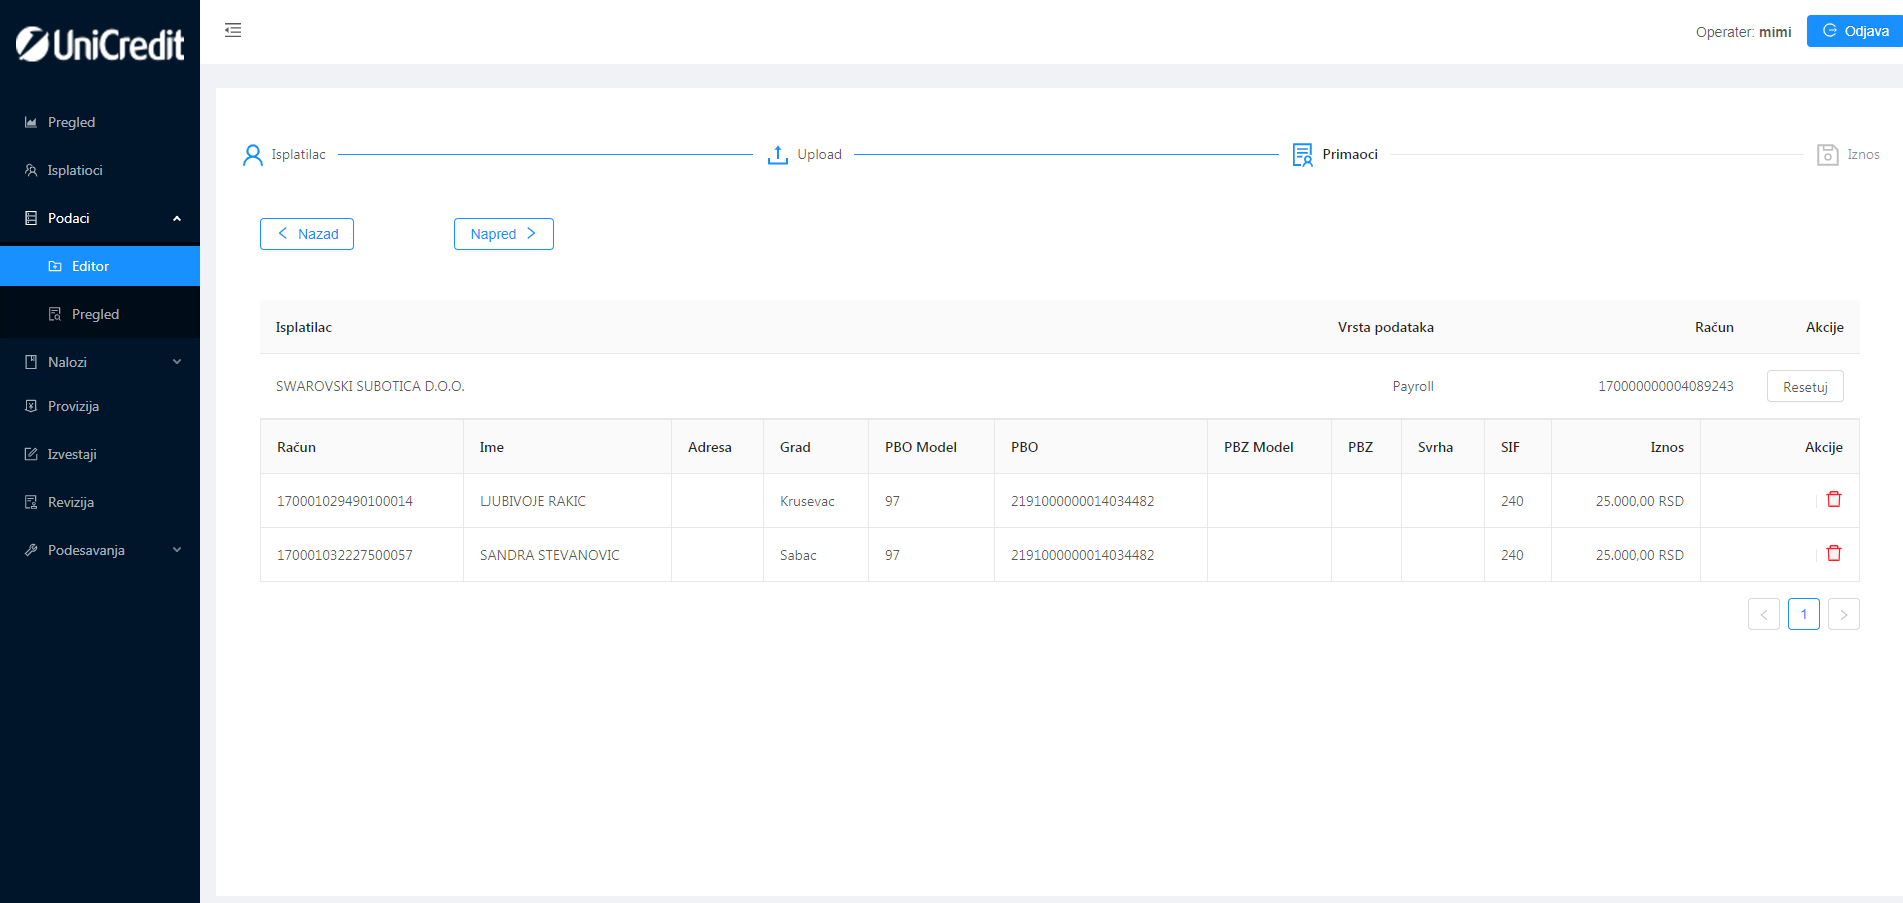 UniCredit
Operater: mimi
Odjava
Pregled
Isplatioci
Podaci
Editor
Pregled
Nalozi
Provizija
Izvestaji
Revizija
Podesavanja
Isplatilac
Upload
Primaoci
Iznos
Nazad
Napred
Isplatilac Vrsta podataka Račun Akcije
SWAROVSKI SUBOTICA D.O.O. Payroll 170000000004089243 Resetuj
Račun Ime Adresa Grad PBO Model PBO PBZ Model PBZ Svrha SIF Iznos Akcije
170001029490100014 LJUBIVOJE RAKIC Krusevac 97 2191000000014034482 240 25.000,00 RSD
170001032227500057 SANDRA STEVANOVIC Sabac 97 2191000000014034482 240 25.000,00 RSD
< 1 >